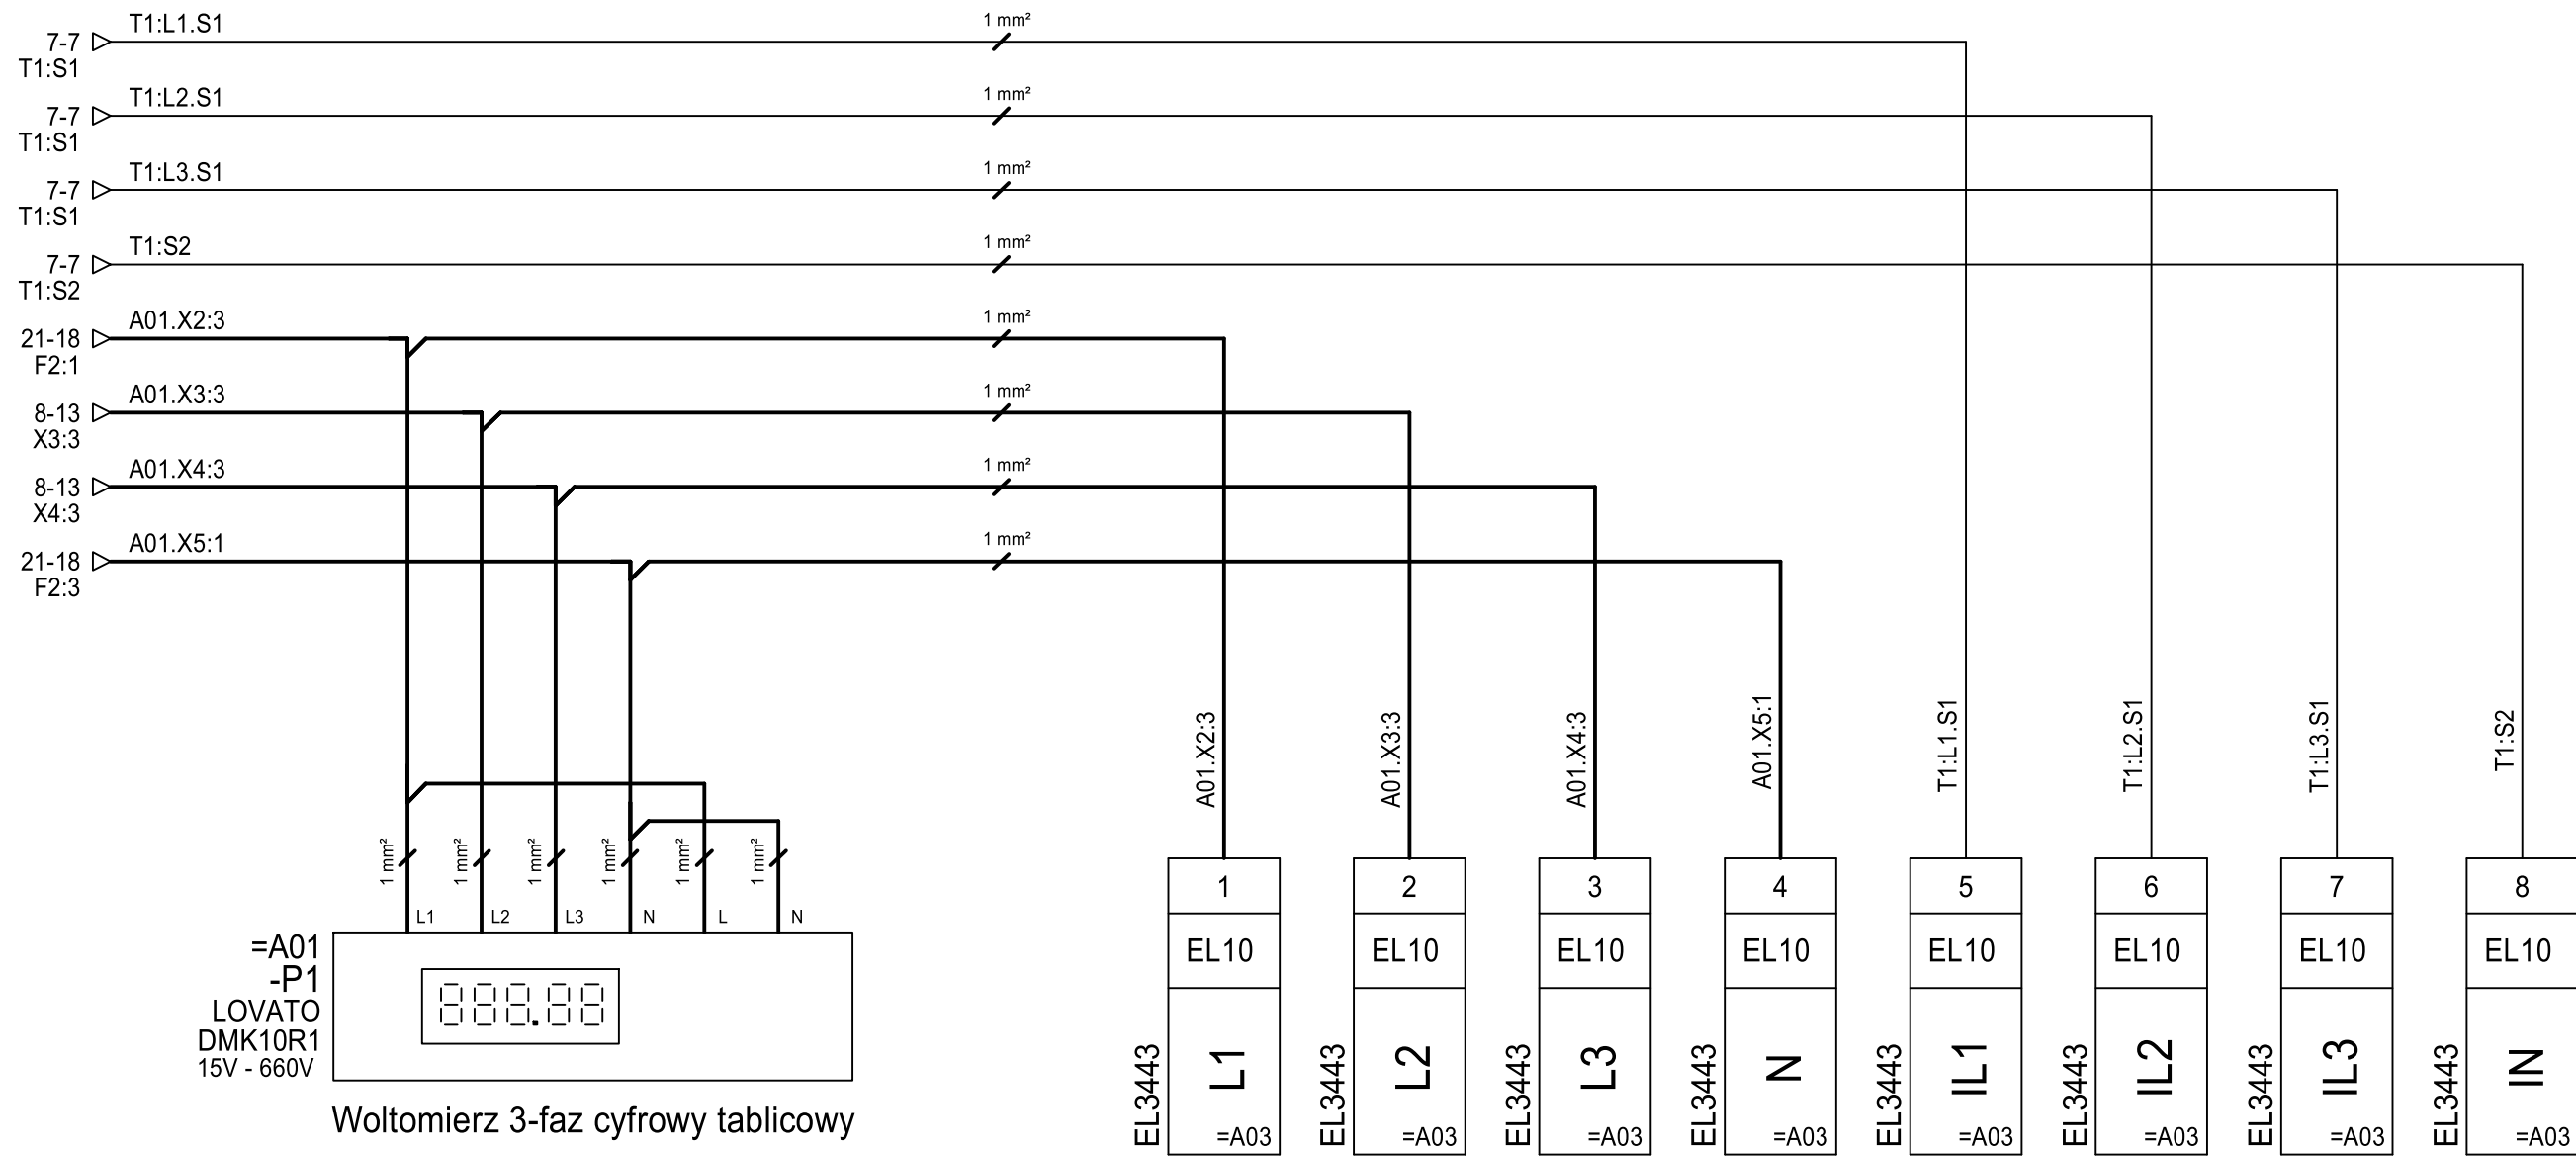 T1:L1.S1
1 mm²
7-7
T1:S1
T1:L2.S1
1 mm²
7-7
T1:S1
T1:L3.S1
1 mm²
7-7
T1:S1
T1:S2
1 mm²
7-7
T1:S2
A01.X2:3
1 mm²
21-18
F2:1
A01.X3:3
1 mm²
8-13
X3:3
A01.X4:3
1 mm²
8-13
X4:3
A01.X5:1
1 mm²
21-18
F2:3
A01.X2:3
A01.X3:3
A01.X4:3
A01.X5:1
T1:L1.S1
T1:L2.S1
T1:L3.S1
T1:S2
1 mm²
1 mm²
1 mm²
1 mm²
1 mm²
1 mm²
L1 L2 L3 N L N
=A01
-P1
LOVATO
DMK10R1
15V - 660V
888.88
Woltomierz 3-faz cyfrowy tablicowy
1
EL10
L1
EL3443
=A03
2
EL10
L2
EL3443
=A03
3
EL10
L3
EL3443
=A03
4
EL10
N
EL3443
=A03
5
EL10
IL1
EL3443
=A03
6
EL10
IL2
EL3443
=A03
7
EL10
IL3
EL3443
=A03
8
EL10
IN
EL3443
=A03